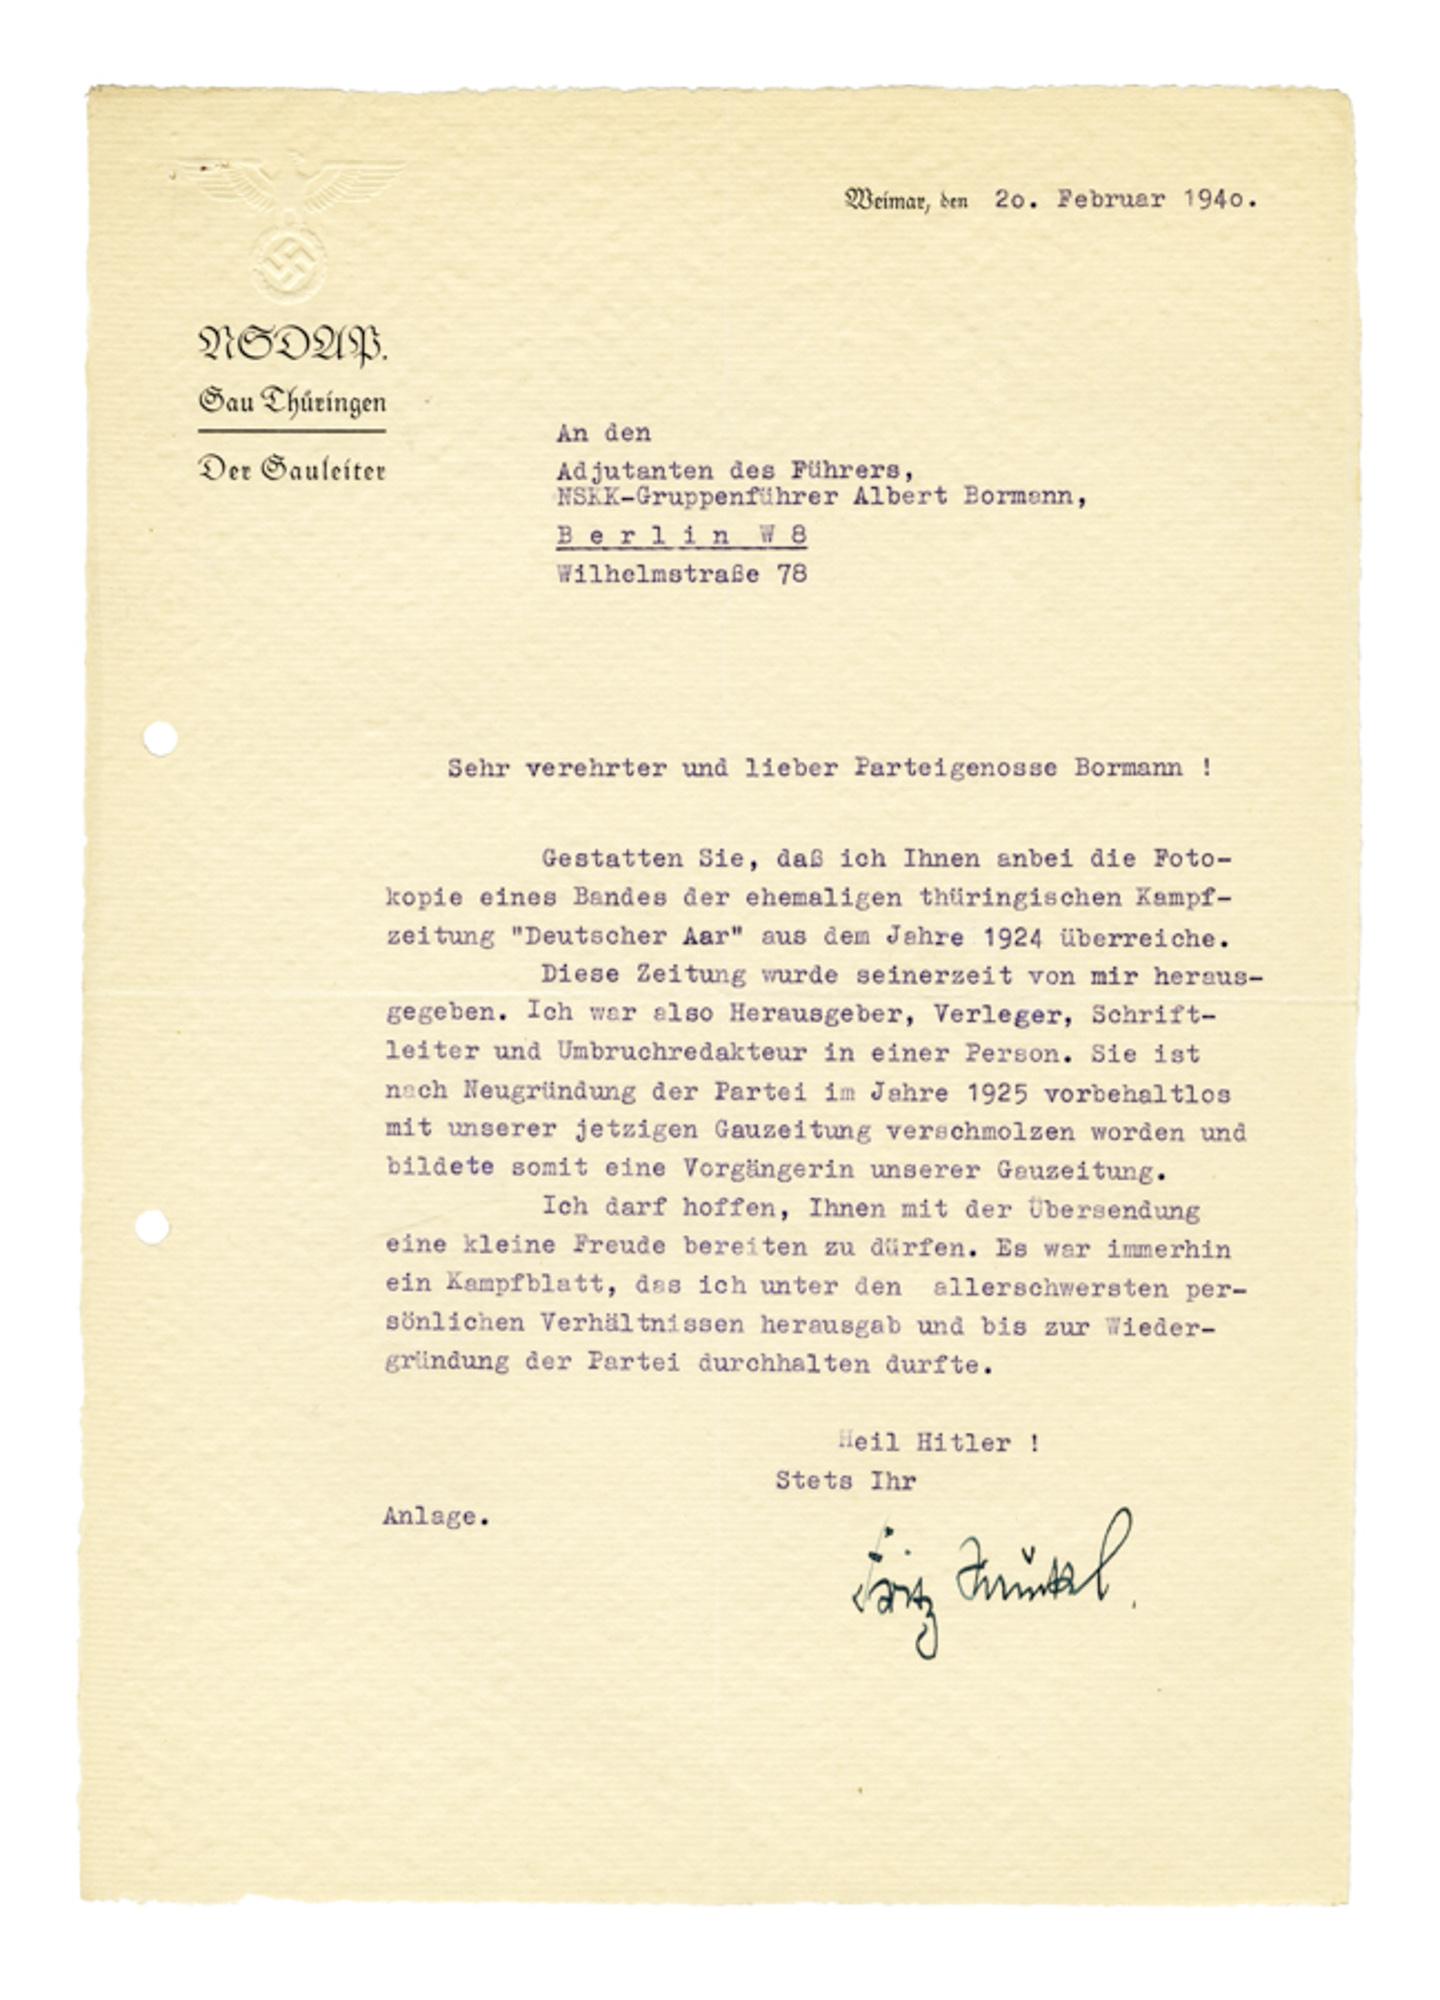 Weimar, den 2o. Februar 194o.
NSDAP.
Gau Thüringen
Der Gauleiter
An den
Adjutanten des Führers,
NSKK-Gruppenführer Albert Bormann,
B e r l i n  W 8
Wilhelmstraße 78
Sehr verehrter und lieber Parteigenosse Bormann !
Gestatten Sie, daß ich Ihnen anbei die Foto-
kopie eines Bandes der ehemaligen thüringischen Kampf-
zeitung "Deutscher Aar" aus dem Jahre 1924 überreiche.
Diese Zeitung wurde seinerzeit von mir heraus-
gegeben. Ich war also Herausgeber, Verleger, Schrift-
leiter und Umbruchredakteur in einer Person. Sie ist
nach Neugründung der Partei im Jahre 1925 vorbehaltlos
mit unserer jetzigen Gauzeitung verschmolzen worden und
bildete somit eine Vorgängerin unserer Gauzeitung.
Ich darf hoffen, Ihnen mit der Übersendung
eine kleine Freude bereiten zu dürfen. Es war immerhin
ein Kampfblatt, das ich unter den  allerschwersten per-
sönlichen Verhältnissen herausgab und bis zur Wieder-
gründung der Partei durchhalten durfte.
Heil Hitler !
Stets Ihr
Anlage.
Fritz